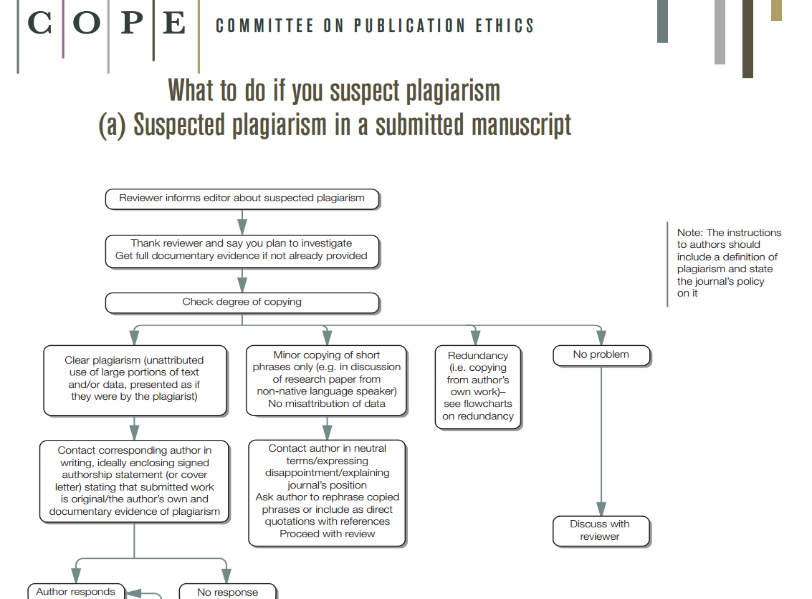 COPE COMMITTEE ON PUBLICATION ETHICS
What to do if you suspect plagiarism
(a) Suspected plagiarism in a submitted manuscript
Reviewer informs editor about suspected plagiarism
Thank reviewer and say you plan to investigate
Get full documentary evidence if not already provided
Check degree of copying
Note: The instructions
to authors should
include a definition of
plagiarism and state
the journal's policy
on it
Clear plagiarism (unattributed
use of large portions of text
and/or data, presented as if
they were by the plagiarist)
Minor copying of short
phrases only (e.g. in discussion
of research paper from
non-native language speaker)
No misattribution of data
Redundancy
(i.e. copying
from author's
own work)–
see flowcharts
on redundancy
No problem
Contact corresponding author in
writing, ideally enclosing signed
authorship statement (or cover
letter) stating that submitted work
is original/the author's own and
documentary evidence of plagiarism
Contact author in neutral
terms/expressing
disappointment/explaining
journal's position
Ask author to rephrase copied
phrases or include as direct
quotations with references
Proceed with review
Discuss with
reviewer
Author responds
No response